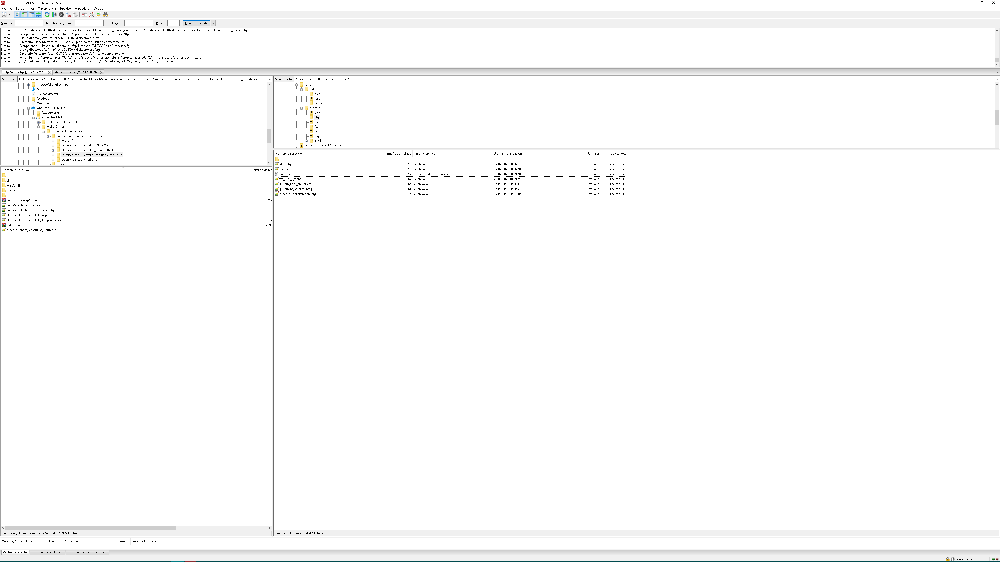 sftp://usroutqa@172.17.226.24 - FileZilla
Archivo Edición Ver Transferencia Servidor Marcadores Ayuda
Servidor: Nombre de usuario: Contraseña: Puerto: Conexión rápida
Estado: /ftp/interfaces/OUTQA/ldiab/proceso/shell/confVariablesAmbiente_Carrier_xyz.cfg -> /ftp/interfaces/OUTQA/ldiab/proceso/shell/confVariablesAmbiente_Carrier.cfg
Estado: Recuperando el listado del directorio "/ftp/interfaces/OUTQA/ldiab/proceso/ftp"...
Estado: Listing directory /ftp/interfaces/OUTQA/ldiab/proceso/ftp
Estado: Directorio "/ftp/interfaces/OUTQA/ldiab/proceso/ftp" listado correctamente
Estado: Recuperando el listado del directorio "/ftp/interfaces/OUTQA/ldiab/proceso/cfg"...
Estado: Listing directory /ftp/interfaces/OUTQA/ldiab/proceso/cfg
Estado: Directorio "/ftp/interfaces/OUTQA/ldiab/proceso/cfg" listado correctamente
Estado: Renombrando '/ftp/interfaces/OUTQA/ldiab/proceso/cfg/ftp_user.cfg' a '/ftp/interfaces/OUTQA/ldiab/proceso/cfg/ftp_user_xyz.cfg'
Estado: /ftp/interfaces/OUTQA/ldiab/proceso/cfg/ftp_user.cfg -> /ftp/interfaces/OUTQA/ldiab/proceso/cfg/ftp_user_xyz.cfg
sftp://usroutqa@172.17.226.24 vtr%2Fftpcarrier@172.17.58.199
Sitio local: C:\Users\jsilvamar\OneDrive - 160K SPA\Proyectos Mallas\Malla Carrier\Documentación Proyecto\antecedentes enviados carlos martinez\ObtenerDatosClienteLdi_modificapropisrti
MicrosoftEdgeBackups
Music
My Documents
NetHood
OneDrive
OneDrive - 160K SPA
Attachments
Proyectos Mallas
Malla Carga XPerTrack
Malla Carrier
Documentación Proyecto
antecedentes enviados carlos martinez
malla (1)
ObtenerDatosClienteLdi-09072019
ObtenerDatosClienteLdi_bkp20180411
ObtenerDatosClienteLdi_modificapropisrties
ObtenerDatosClienteLdi_pru
modelos
Nombre de archivo Tamaño de arc
..
cl
META-INF
oracle
org
commons-lang-2.6.jar 28
confVariablesAmbiente.cfg
confVariablesAmbiente_Carrier.cfg
ObtenerDatosClienteLDI.properties 1
ObtenerDatosClienteLDI_DEV.properties 1
ojdbc6.jar 2.74
procesoGenera_AltasBajas_Carrier.sh 1
7 archivos y 4 directorios. Tamaño total: 3.079.223 bytes
Sitio remoto: /ftp/interfaces/OUTQA/ldiab/proceso/cfg
ldiab
data
bajas
resp
ventas
proceso
awk
cfg
dat
ftp
jar
log
shell
MUL-MULTIPORTADORES
Nombre de archivo Tamaño de archivo Tipo de archivo Última modificación Permisos Propietario/...
..
altas.cfg 58 Archivo CFG 15-02-2021 20:36:13 -rw-rw-r-- usroutqa us...
bajas.cfg 55 Archivo CFG 15-02-2021 20:36:28 -rw-rw-r-- usroutqa us...
config.ini 357 Opciones de configuración 16-02-2021 20:09:20 -rw-rw-r-- usroutqa us...
ftp_user_xyz.cfg 64 Archivo CFG 29-01-2021 10:29:25 -rw-rw-r-- usroutqa us...
genera_altas_carrier.cfg 65 Archivo CFG 12-02-2021 8:50:33 -rw-rw-r-- usroutqa us...
genera_bajas_carrier.cfg 61 Archivo CFG 12-02-2021 8:50:40 -rw-rw-r-- usroutqa us...
procesoConfAmbiente.cfg 3.775 Archivo CFG 15-02-2021 20:37:30 -rw-rw-r-- usroutqa us...
7 archivos. Tamaño total: 4.435 bytes
Servidor/Archivo local Direcci... Archivo remoto Tamaño Prioridad Estado
Archivos en cola Transferencias fallidas Transferencias satisfactorias
Cola: vacía